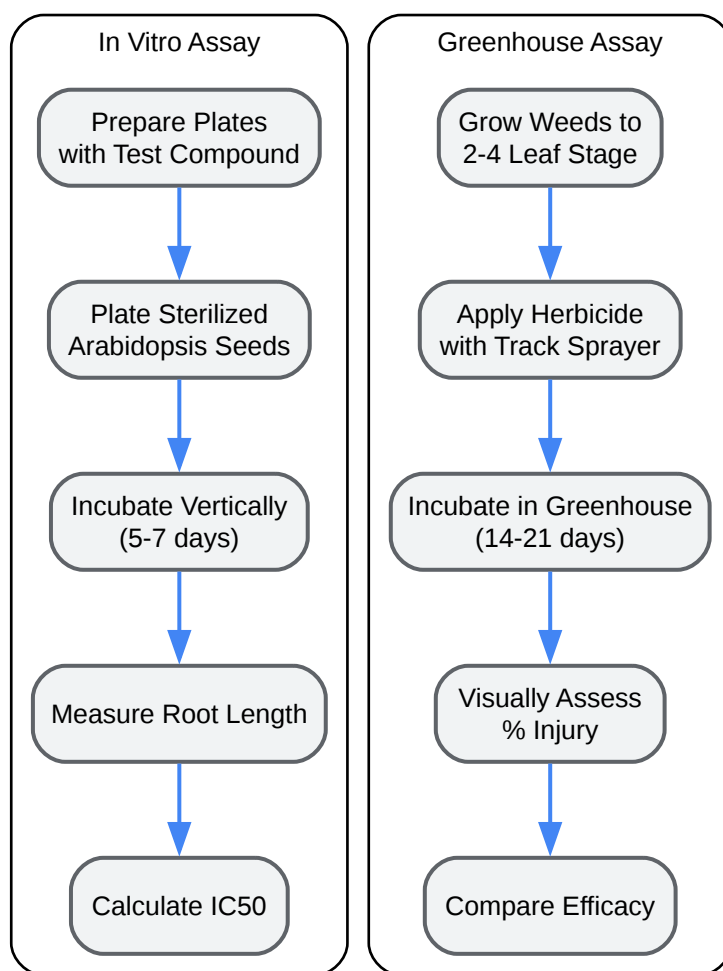 In Vitro Assay
Prepare Plates
with Test Compound
Plate Sterilized
Arabidopsis Seeds
Incubate Vertically
(5-7 days)
Measure Root Length
Calculate IC50
Greenhouse Assay
Grow Weeds to
2-4 Leaf Stage
Apply Herbicide
with Track Sprayer
Incubate in Greenhouse
(14-21 days)
Visually Assess
% Injury
Compare Efficacy